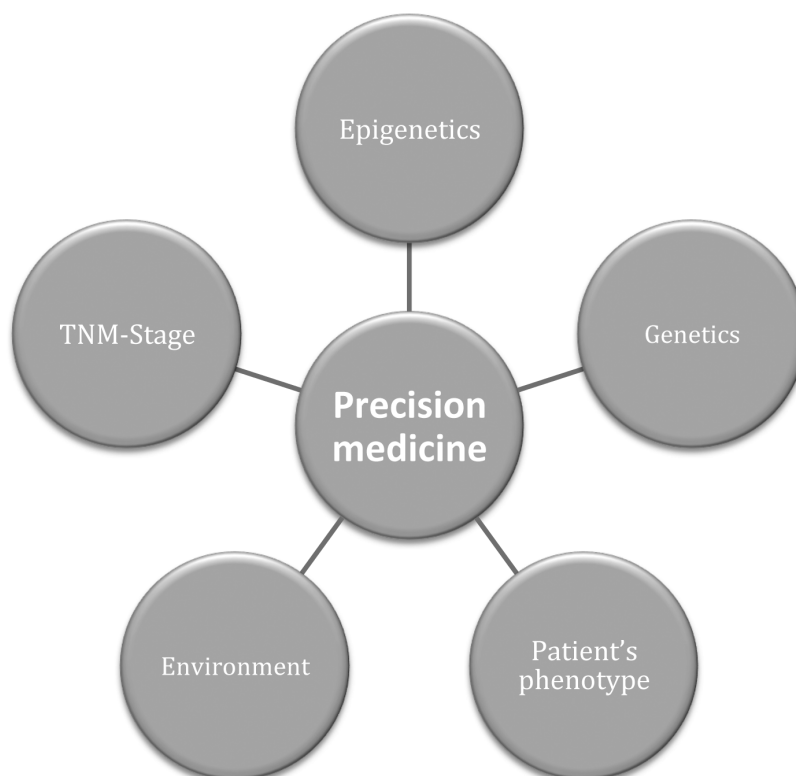 Epigenetics
TNM-Stage
Genetics
Precision
medicine
Environment
Patient’s
phenotype